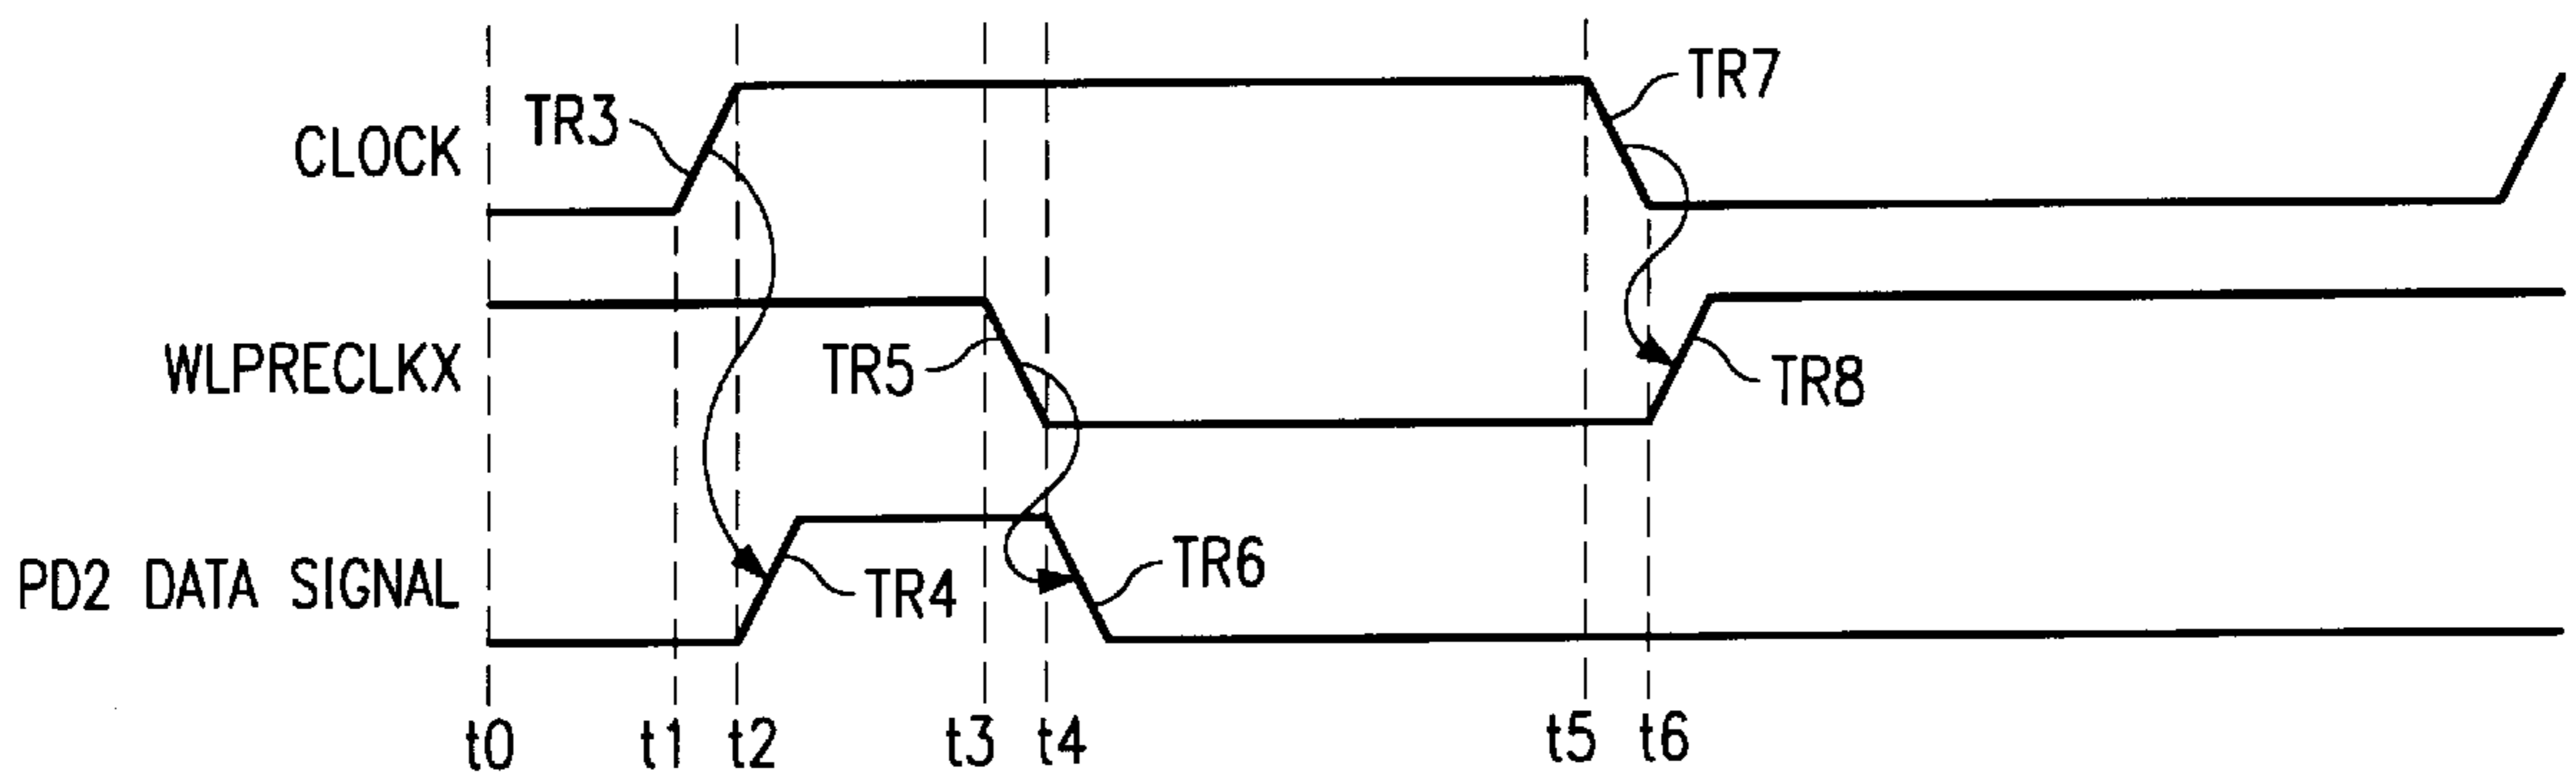 TR7
TR3
CLOCK
WLPRECLKX
TR5
TR8
PD2 DATA SIGNAL
TR4
TR6
t0 t1 t2 t3 t4 t5 t6